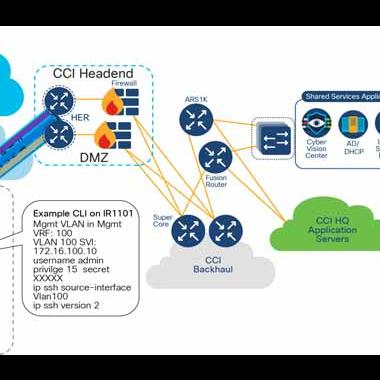 CCI Headend
Firewall
HER
DMZ
ASR1K
Shared Services Applic
Cyber
Vision
Center
AD/
DHCP
Fusion
Router
Super
Core
CCI
Backhaul
CCI HQ
Application
Servers
Example CLI on IR1101
Mgmt VLAN in Mgmt
VRF: 100
VLAN 100 SVI:
172.16.100.10
username admin
privilge 15 secret
XXXXX
ip ssh source-interface
Vlan100
ip ssh version 2